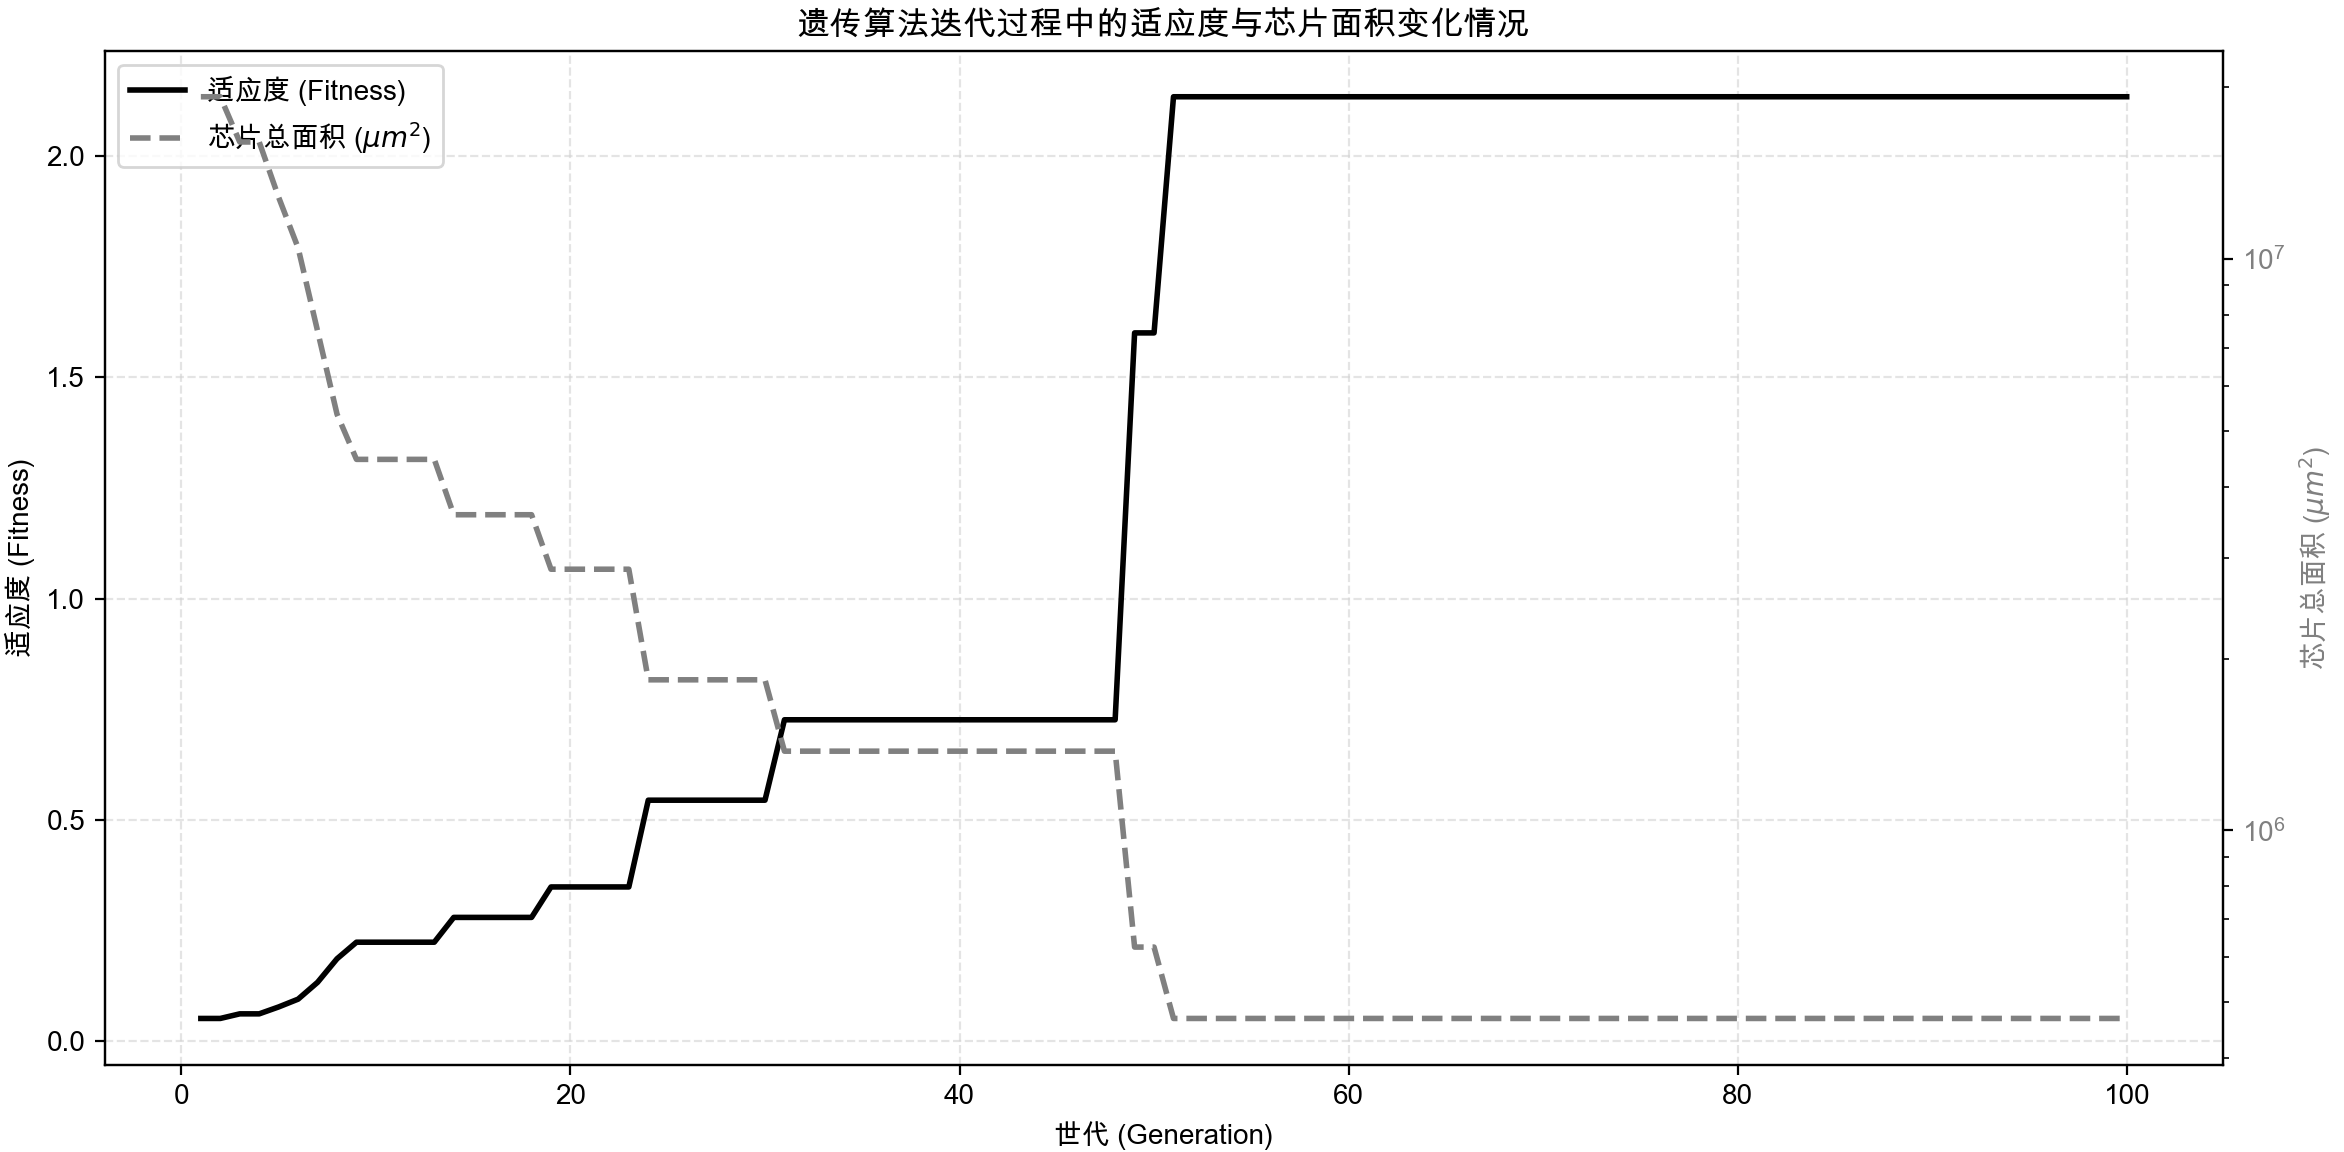 遗传算法迭代过程中的适应度与芯片面积变化情况
适应度 (Fitness)
芯片总面积 (μm²)
2.0
1.5
1.0
0.5
0.0
适应度 (Fitness)
10⁷
10⁶
芯片总面积 (μm²)
0 20 40 60 80 100
世代 (Generation)